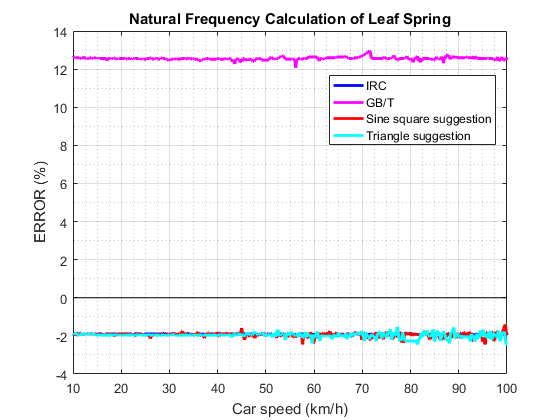 Natural Frequency Calculation of Leaf Spring
14
12
10
8
6
4
2
0
-2
-4
ERROR (%)
IRC
GB/T
Sine square suggestion
Triangle suggestion
10 20 30 40 50 60 70 80 90 100
Car speed (km/h)